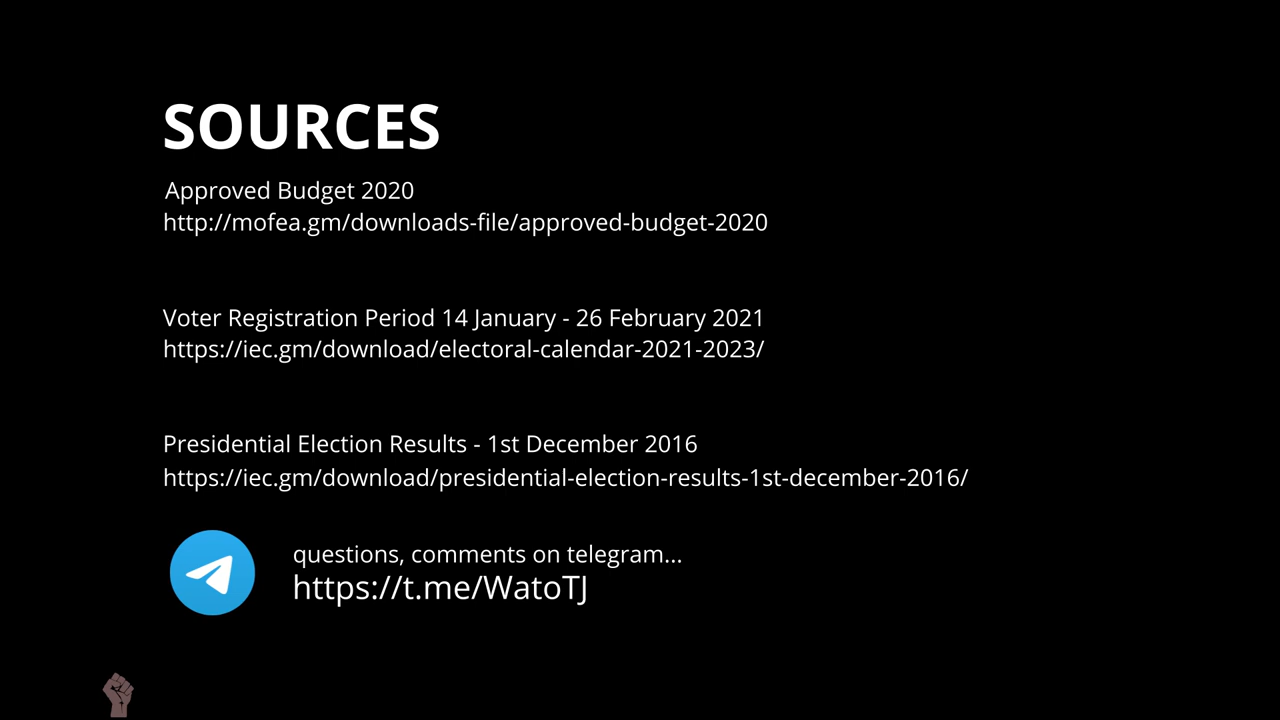 SOURCES
Approved Budget 2020
http://mofea.gm/downloads-file/approved-budget-2020
Voter Registration Period 14 January - 26 February 2021
https://iec.gm/download/electoral-calendar-2021-2023/
Presidential Election Results - 1st December 2016
https://iec.gm/download/presidential-election-results-1st-december-2016/
questions, comments on telegram...
https://t.me/WatoTJ